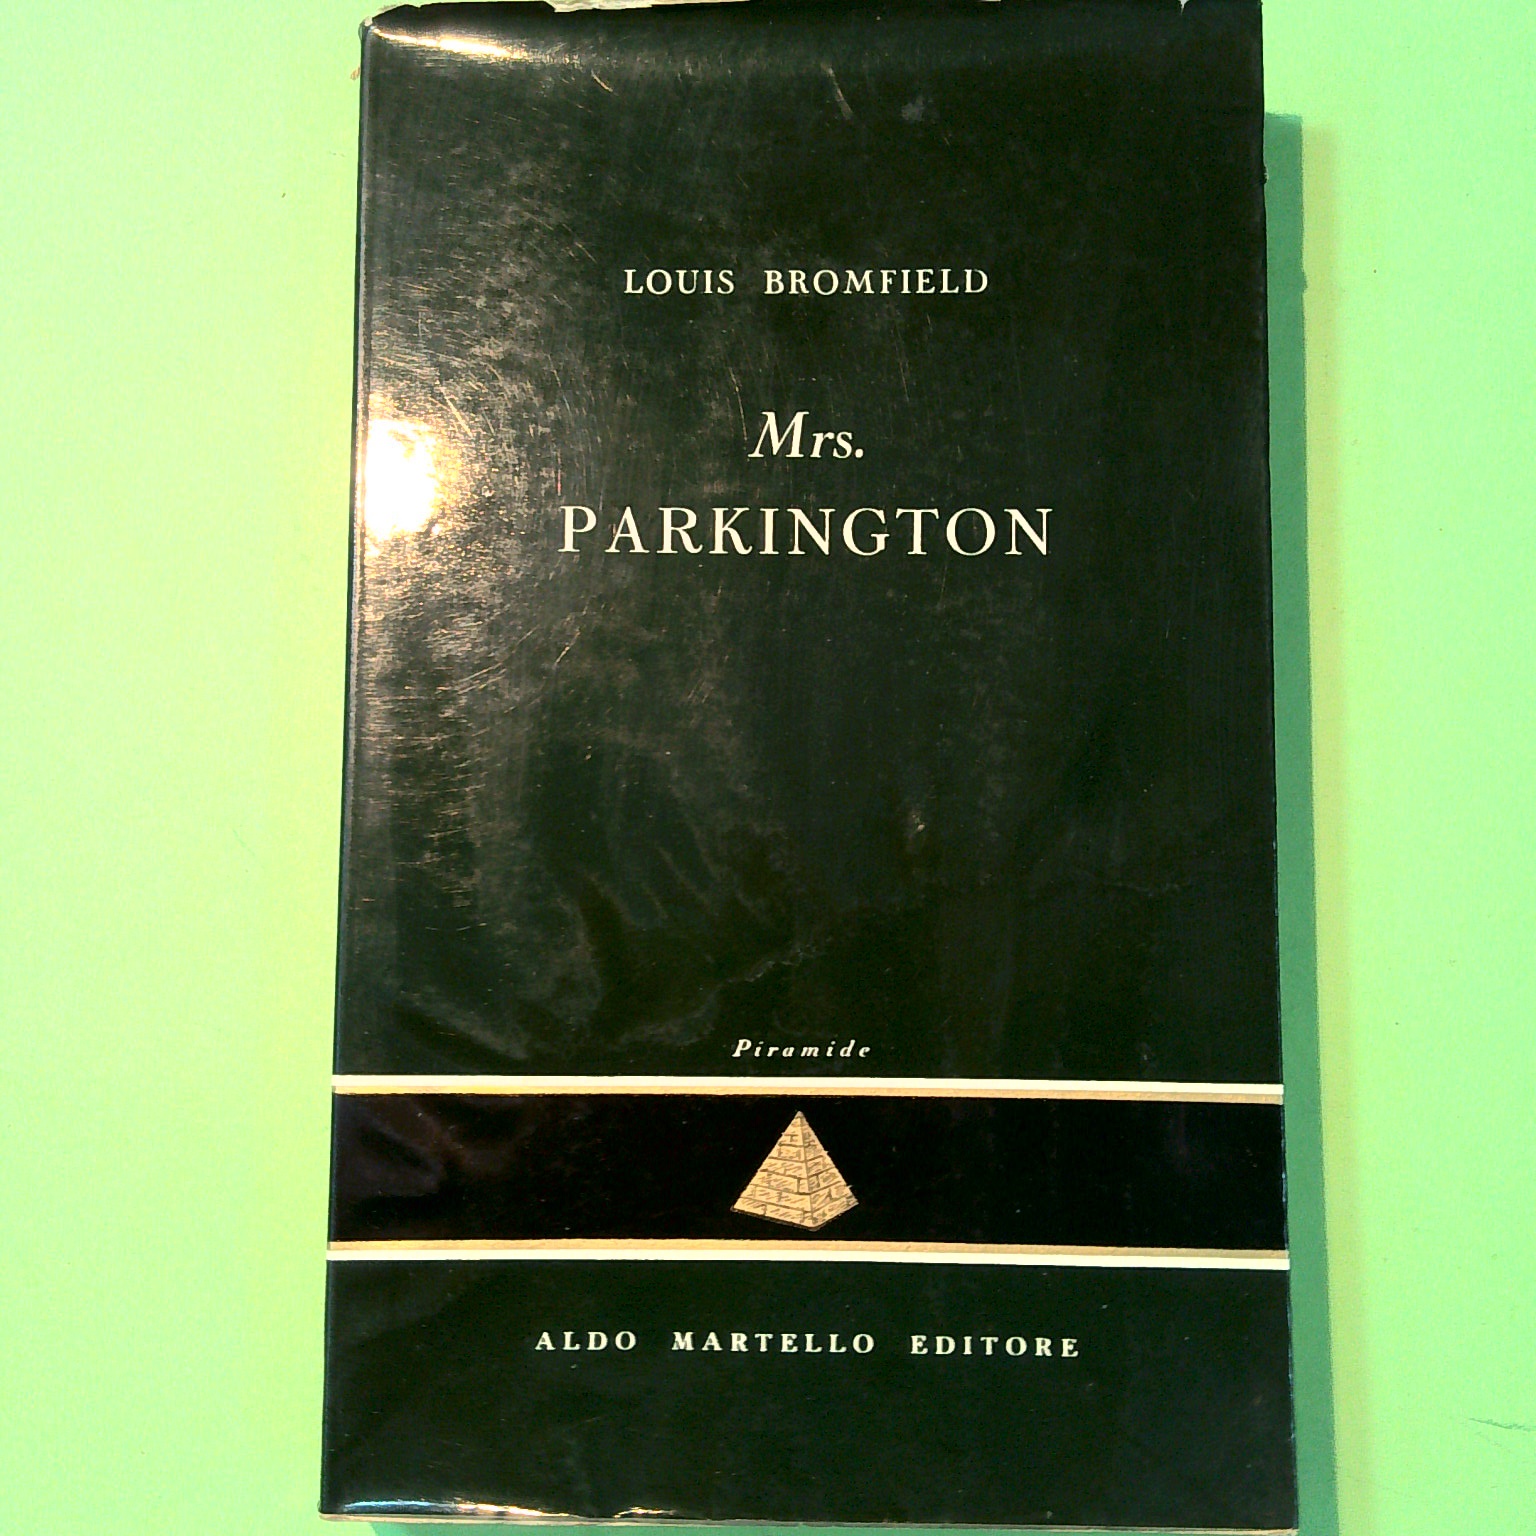 LOUIS BROMFIELD
Mrs.
PARKINGTON
Piramide
ALDO MARTELLO EDITORE